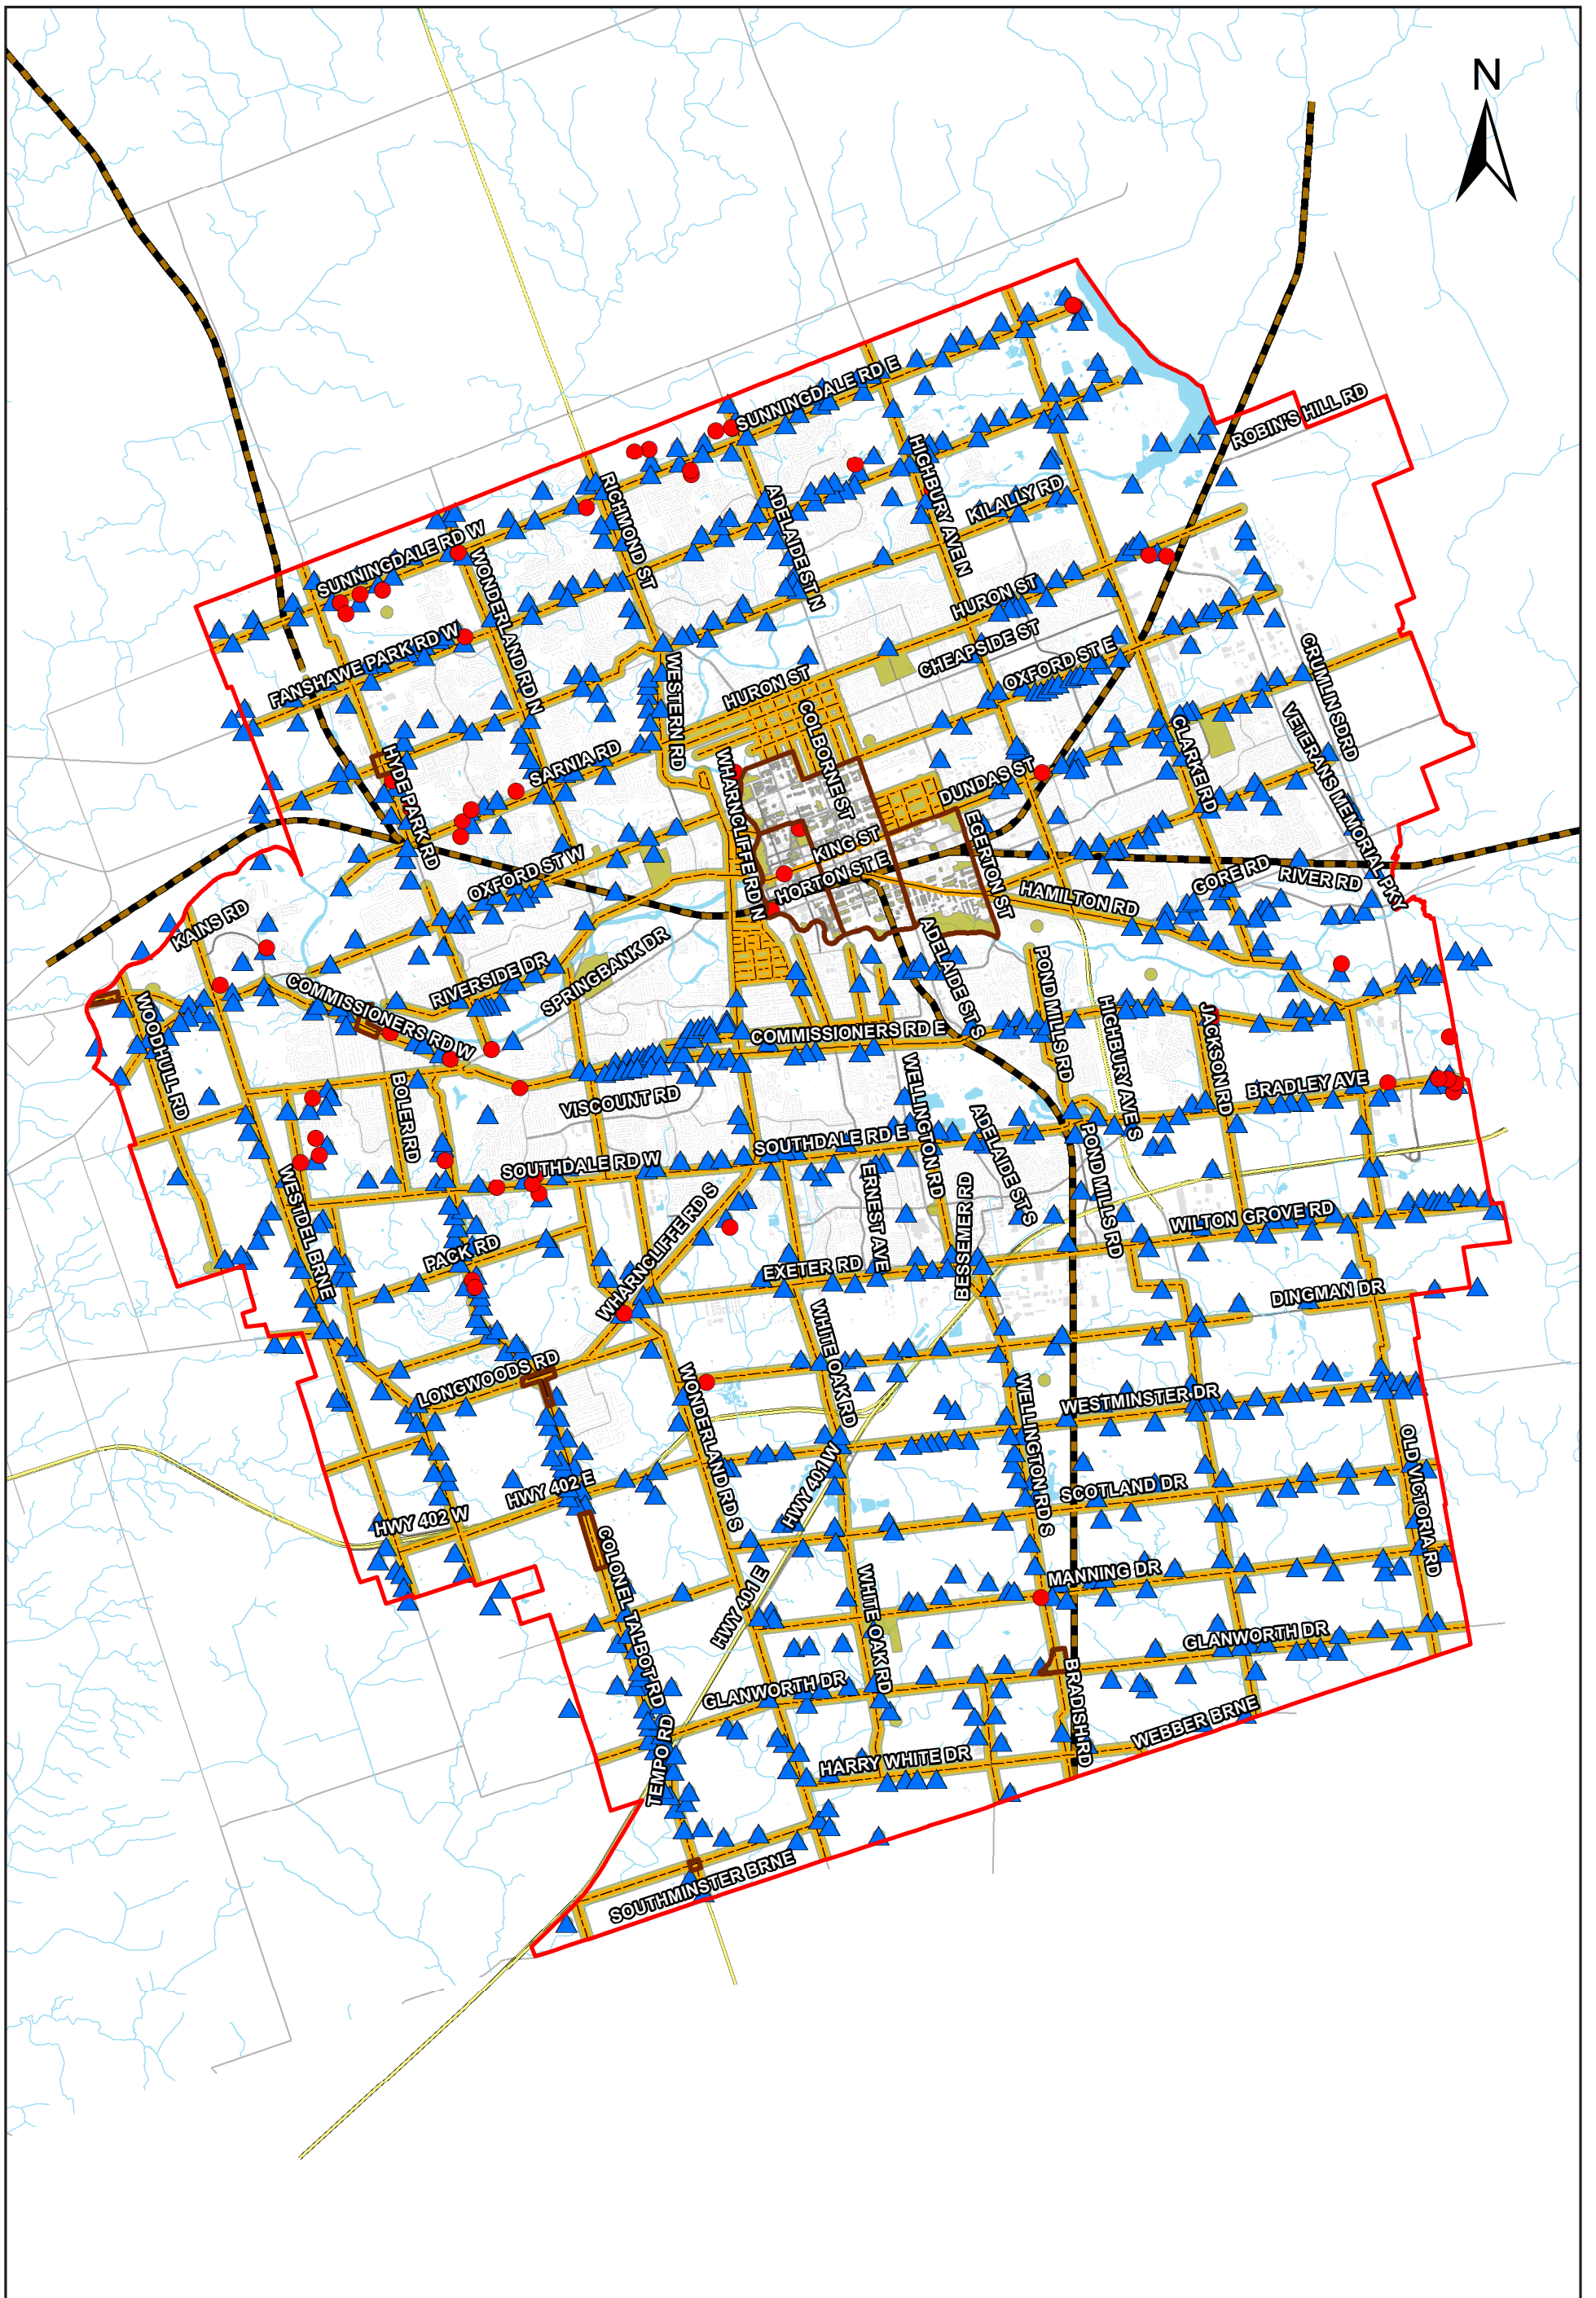 N
ROBIN'S HILL RD
SUNNINGDALE RD E
HIGHBURY AVE N
RICHMOND ST
ADELAIDE ST N
KILALLY RD
SUNNINGDALE RD W
WONDERLAND RD N
HURON ST
CHEAPSIDE ST
FANSHAWE PARK RD W
OXFORD ST E
CRUMLIN SDRD
WESTERN RD
HURON ST
COLBORNE ST
VETERANS MEMORIAL PKY
CLARKE RD
HYDE PARK RD
SARNIA RD
WHARNCLIFFE RD N
DUNDAS ST
KING ST
EGERTON ST
OXFORD ST W
HORTON ST E
HAMILTON RD
GORE RD
RIVER RD
KAINS RD
SPRINGBANK DR
ADELAIDE ST S
RIVERSIDE DR
COMMISSIONERS RD W
POND MILLS RD
WOODHULL RD
COMMISSIONERS RD E
HIGHBURY AVE S
JACKSON RD
BOLER RD
VISCOUNT RD
WELLINGTON RD
BRADLEY AVE
ADELAIDE ST S
SOUTHDALE RD E
POND MILLS RD
SOUTHDALE RD W
ERNEST AVE
BESSEMER RD
WESTDEL BRNE
WHARNCLIFFE RD S
WILTON GROVE RD
PACK RD
EXETER RD
DINGMAN DR
WHITE OAK RD
LONGWOODS RD
WONDERLAND RD S
WELLINGTON RD S
WESTMINSTER DR
OLD VICTORIA RD
HWY 401 W
HWY 402 E
SCOTLAND DR
HWY 402 W
COLONEL TALBOT RD
HWY 401 E
WHITE OAK RD
MANNING DR
GLANWORTH DR
BRADISH RD
GLANWORTH DR
WEBBER BRNE
TEMPO RD
HARRY WHITE DR
SOUTHMINSTER BRNE